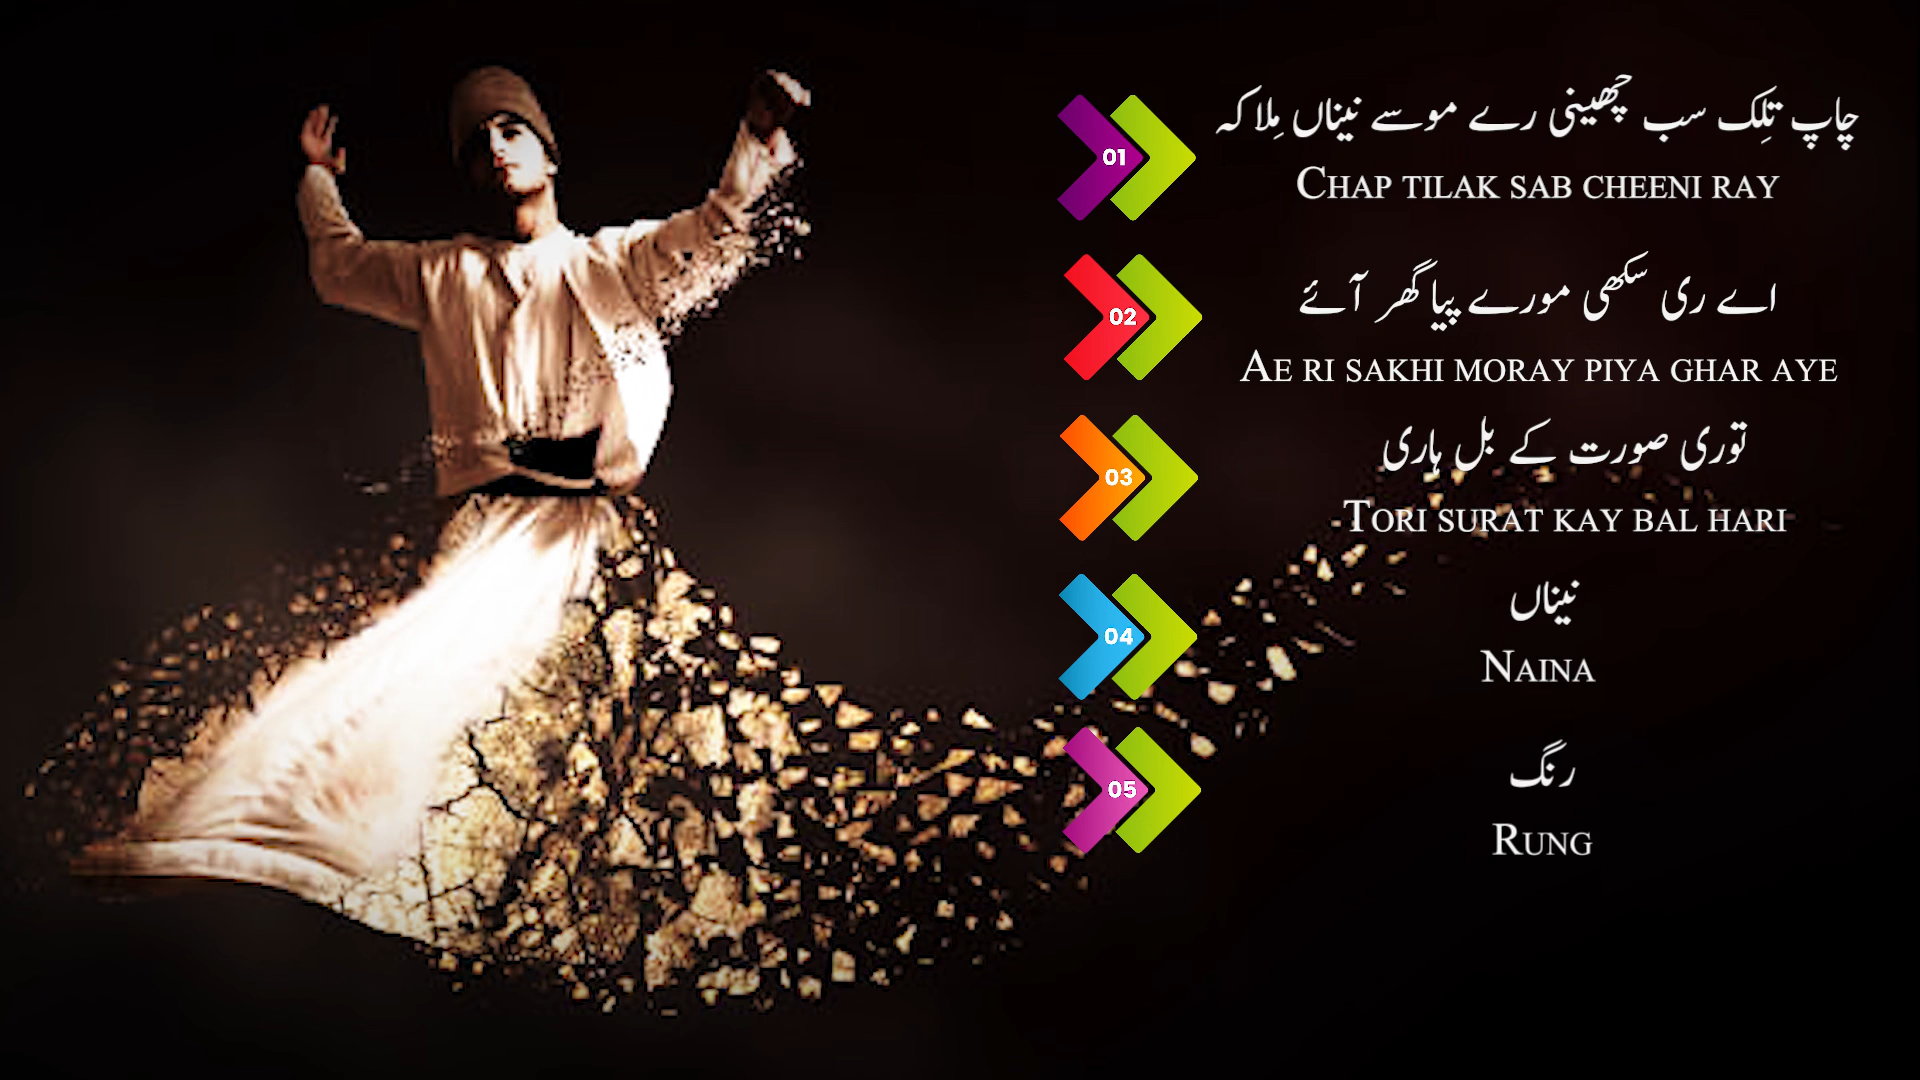 01
چاپ تِلِک سب چھینی رے موسے نیناں مِلا کہ
CHAP TILAK SAB CHEENI RAY
02
اے ری سکھی مورے پیا گھر آئے
AE RI SAKHI MORAY PIYA GHAR AYE
03
توری صورت کے بل ہاری
TORI SURAT KAY BAL HARI
04
نیناں
NAINA
05
رنگ
RUNG